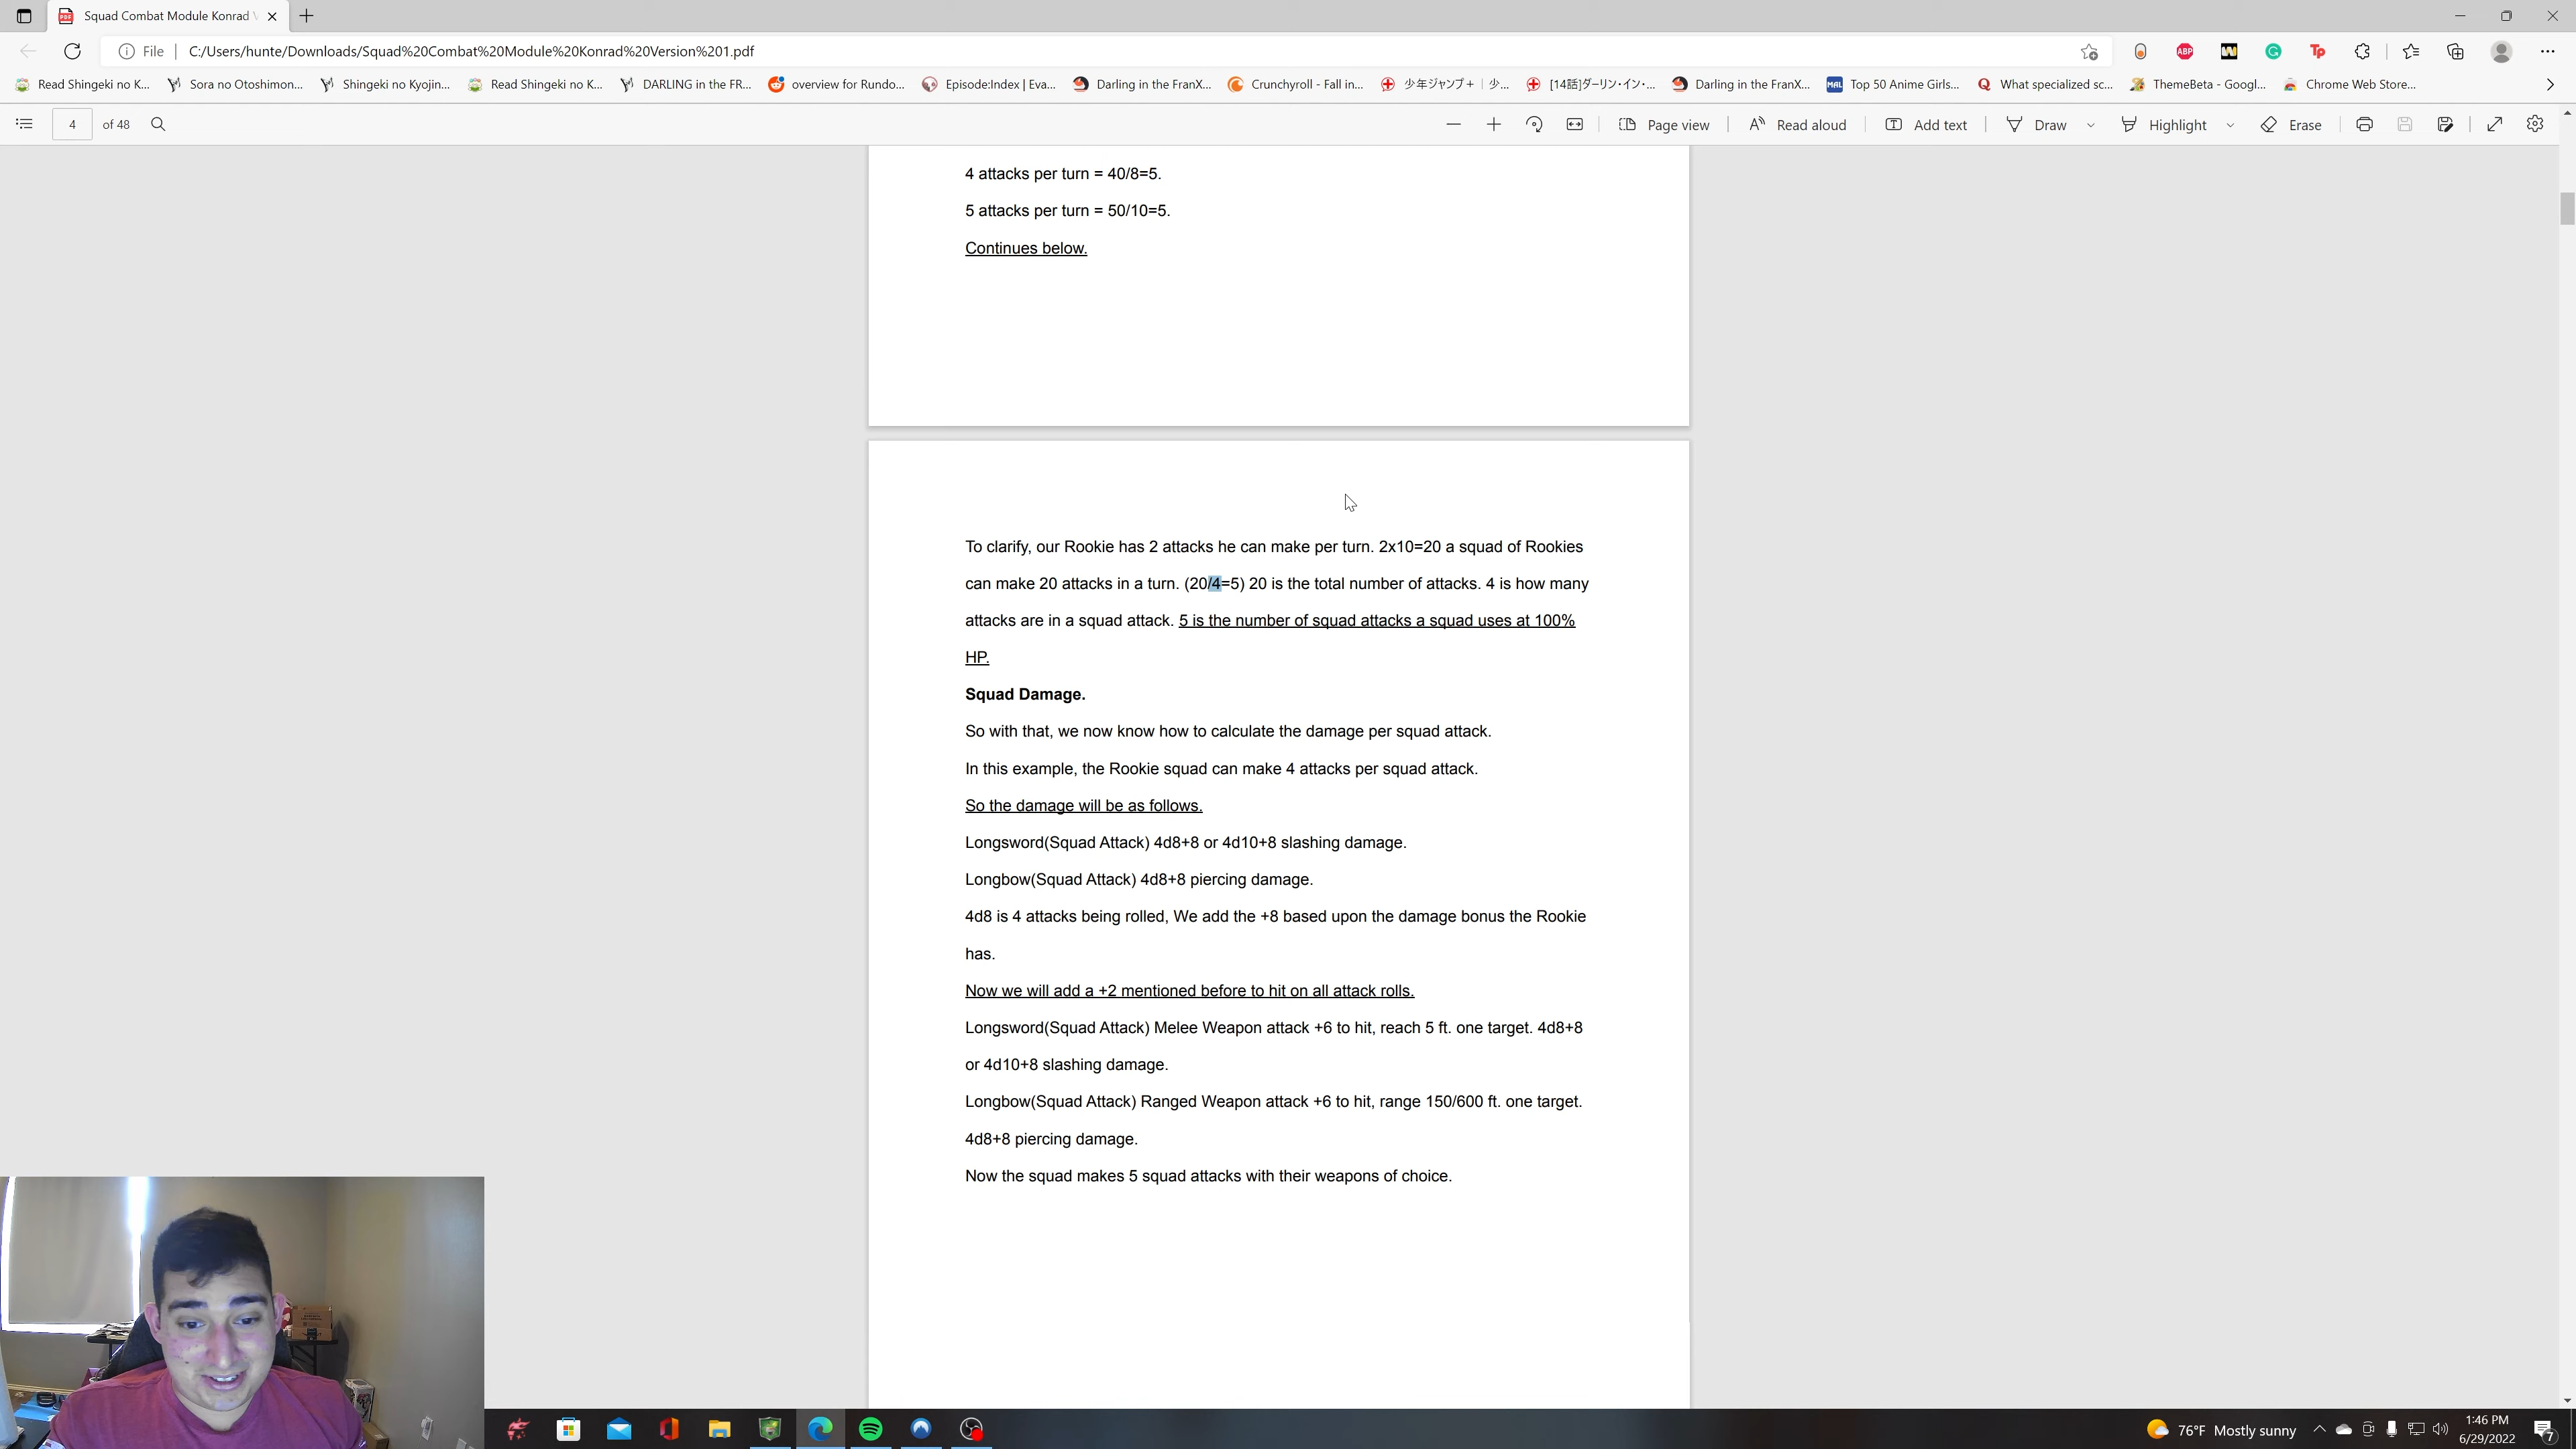 Squad Combat Module Konrad V
File C:/Users/hunte/Downloads/Squad%20Combat%20Module%20Konrad%20Version%201.pdf
ABP
Read Shingeki no K... Sora no Otoshimon... Shingeki no Kyojin... Read Shingeki no K... DARLING in the FR... overview for Rundo... Episode:Index | Eva... Darling in the FranX... Crunchyroll - Fall in... 少年ジャンプ＋｜少... [14話]ダーリン・イン・... Darling in the FranX... MAL Top 50 Anime Girls... What specialized sc... ThemeBeta - Googl... Chrome Web Store...
4 of 48 Page view Read aloud Add text Draw Highlight Erase
4 attacks per turn = 40/8=5.
5 attacks per turn = 50/10=5.
Continues below.
To clarify, our Rookie has 2 attacks he can make per turn. 2x10=20 a squad of Rookies
can make 20 attacks in a turn. (20/4=5) 20 is the total number of attacks. 4 is how many
attacks are in a squad attack. 5 is the number of squad attacks a squad uses at 100%
HP.
Squad Damage.
So with that, we now know how to calculate the damage per squad attack.
In this example, the Rookie squad can make 4 attacks per squad attack.
So the damage will be as follows.
Longsword(Squad Attack) 4d8+8 or 4d10+8 slashing damage.
Longbow(Squad Attack) 4d8+8 piercing damage.
4d8 is 4 attacks being rolled, We add the +8 based upon the damage bonus the Rookie
has.
Now we will add a +2 mentioned before to hit on all attack rolls.
Longsword(Squad Attack) Melee Weapon attack +6 to hit, reach 5 ft. one target. 4d8+8
or 4d10+8 slashing damage.
Longbow(Squad Attack) Ranged Weapon attack +6 to hit, range 150/600 ft. one target.
4d8+8 piercing damage.
Now the squad makes 5 squad attacks with their weapons of choice.
76°F Mostly sunny
1:46 PM
6/29/2022
7